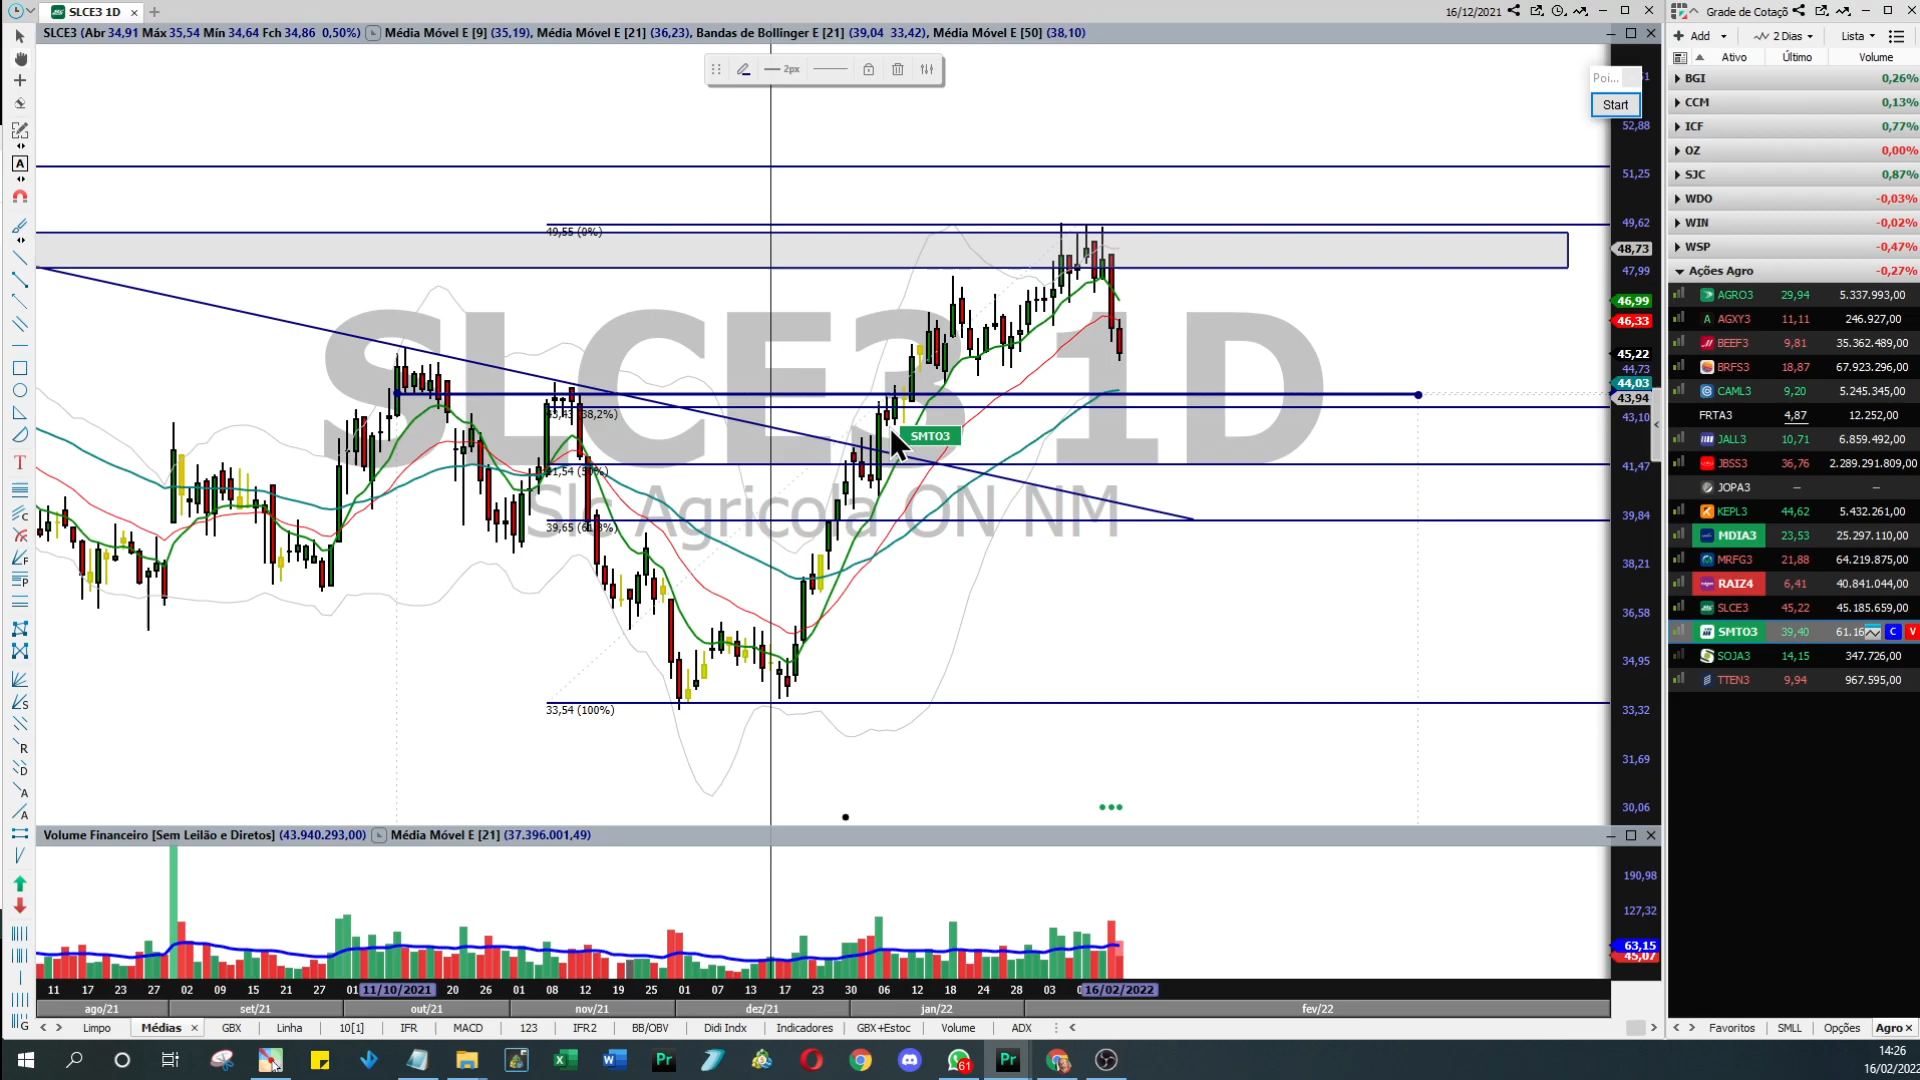 SLCE3 1D
16/12/2021
SLCE3 (Abr 34,91 Máx 35,54 Mín 34,64 Fch 34,86 0,50%) Média Móvel E [9] (35,19), Média Móvel E [21] (36,23), Bandas de Bollinger E [21] (39,04 33,42), Média Móvel E [50] (38,10)
2px
Poi...
Start
52,88
51,25
49,62
48,73
47,99
46,99
46,33
45,22
44,73
44,03
43,94
43,10
41,47
39,84
38,21
36,58
34,95
33,32
31,69
30,06
49,55 (0%)
43,43 (38,2%)
41,54 (50%)
39,65 (61,8%)
33,54 (100%)
SLCE3 1D
Slc Agricola ON NM
SMTO3
Volume Financeiro [Sem Leilão e Diretos] (43.940.293,00) Média Móvel E [21] (37.396.001,49)
190,98
127,32
63,15
45,07
11 17 23 27 02 09 15 21 27 01 11/10/2021 20 26 01 08 12 19 25 01 07 13 17 23 30 06 12 18 24 28 03 16/02/2022
ago/21 set/21 out/21 nov/21 dez/21 jan/22 fev/22
Limpo Médias GBX Linha 10[1] IFR MACD 123 IFR2 BB/OBV Didi Indx Indicadores GBX+Estoc Volume ADX
Grade de Cotaçõ
Add 2 Dias Lista
Ativo Último Volume
BGI 0,26%
CCM 0,13%
ICF 0,77%
OZ 0,00%
SJC 0,87%
WDO -0,03%
WIN -0,02%
WSP -0,47%
Ações Agro -0,27%
AGRO3 29,94 5.337.993,00
A AGXY3 11,11 246.927,00
BEEF3 9,81 35.362.489,00
BRFS3 18,87 67.923.296,00
CAML3 9,20 5.245.345,00
FRTA3 4,87 12.252,00
JALL3 10,71 6.859.492,00
JBSS3 36,76 2.289.291.809,00
JOPA3 -- --
KEPL3 44,62 5.432.261,00
MDIA3 23,53 25.297.110,00
MRFG3 21,88 64.219.875,00
RAIZ4 6,41 40.841.044,00
SLCE3 45,22 45.185.659,00
SMTO3 39,40 61.16 C V
SOJA3 14,15 347.726,00
TTEN3 9,94 967.595,00
Favoritos SMLL Opções Agro
61
14:26
16/02/2022